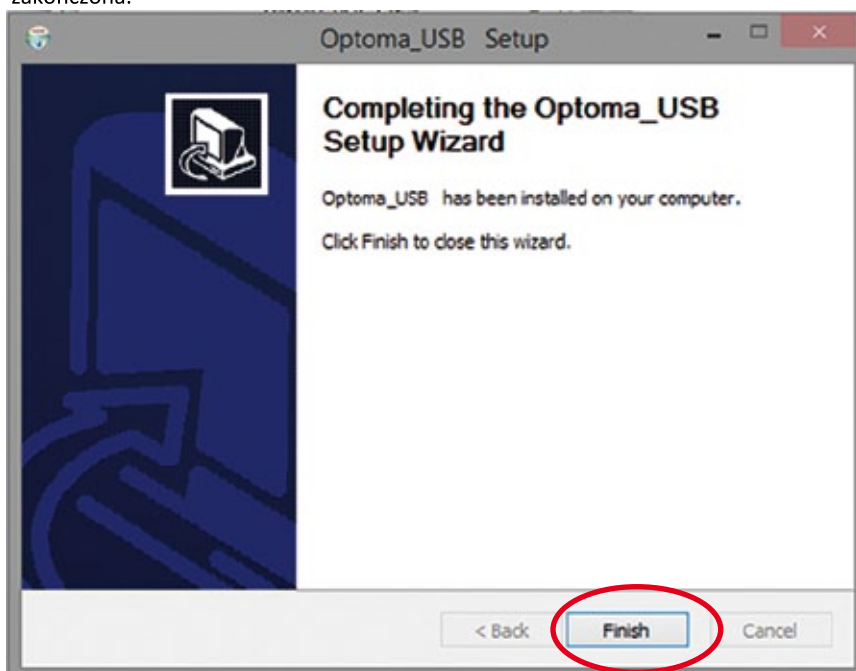 zakończona.
Optoma_USB Setup
Completing the Optoma_USB
Setup Wizard
Optoma_USB has been installed on your computer.
Click Finish to close this wizard.
< Back
Finish
Cancel